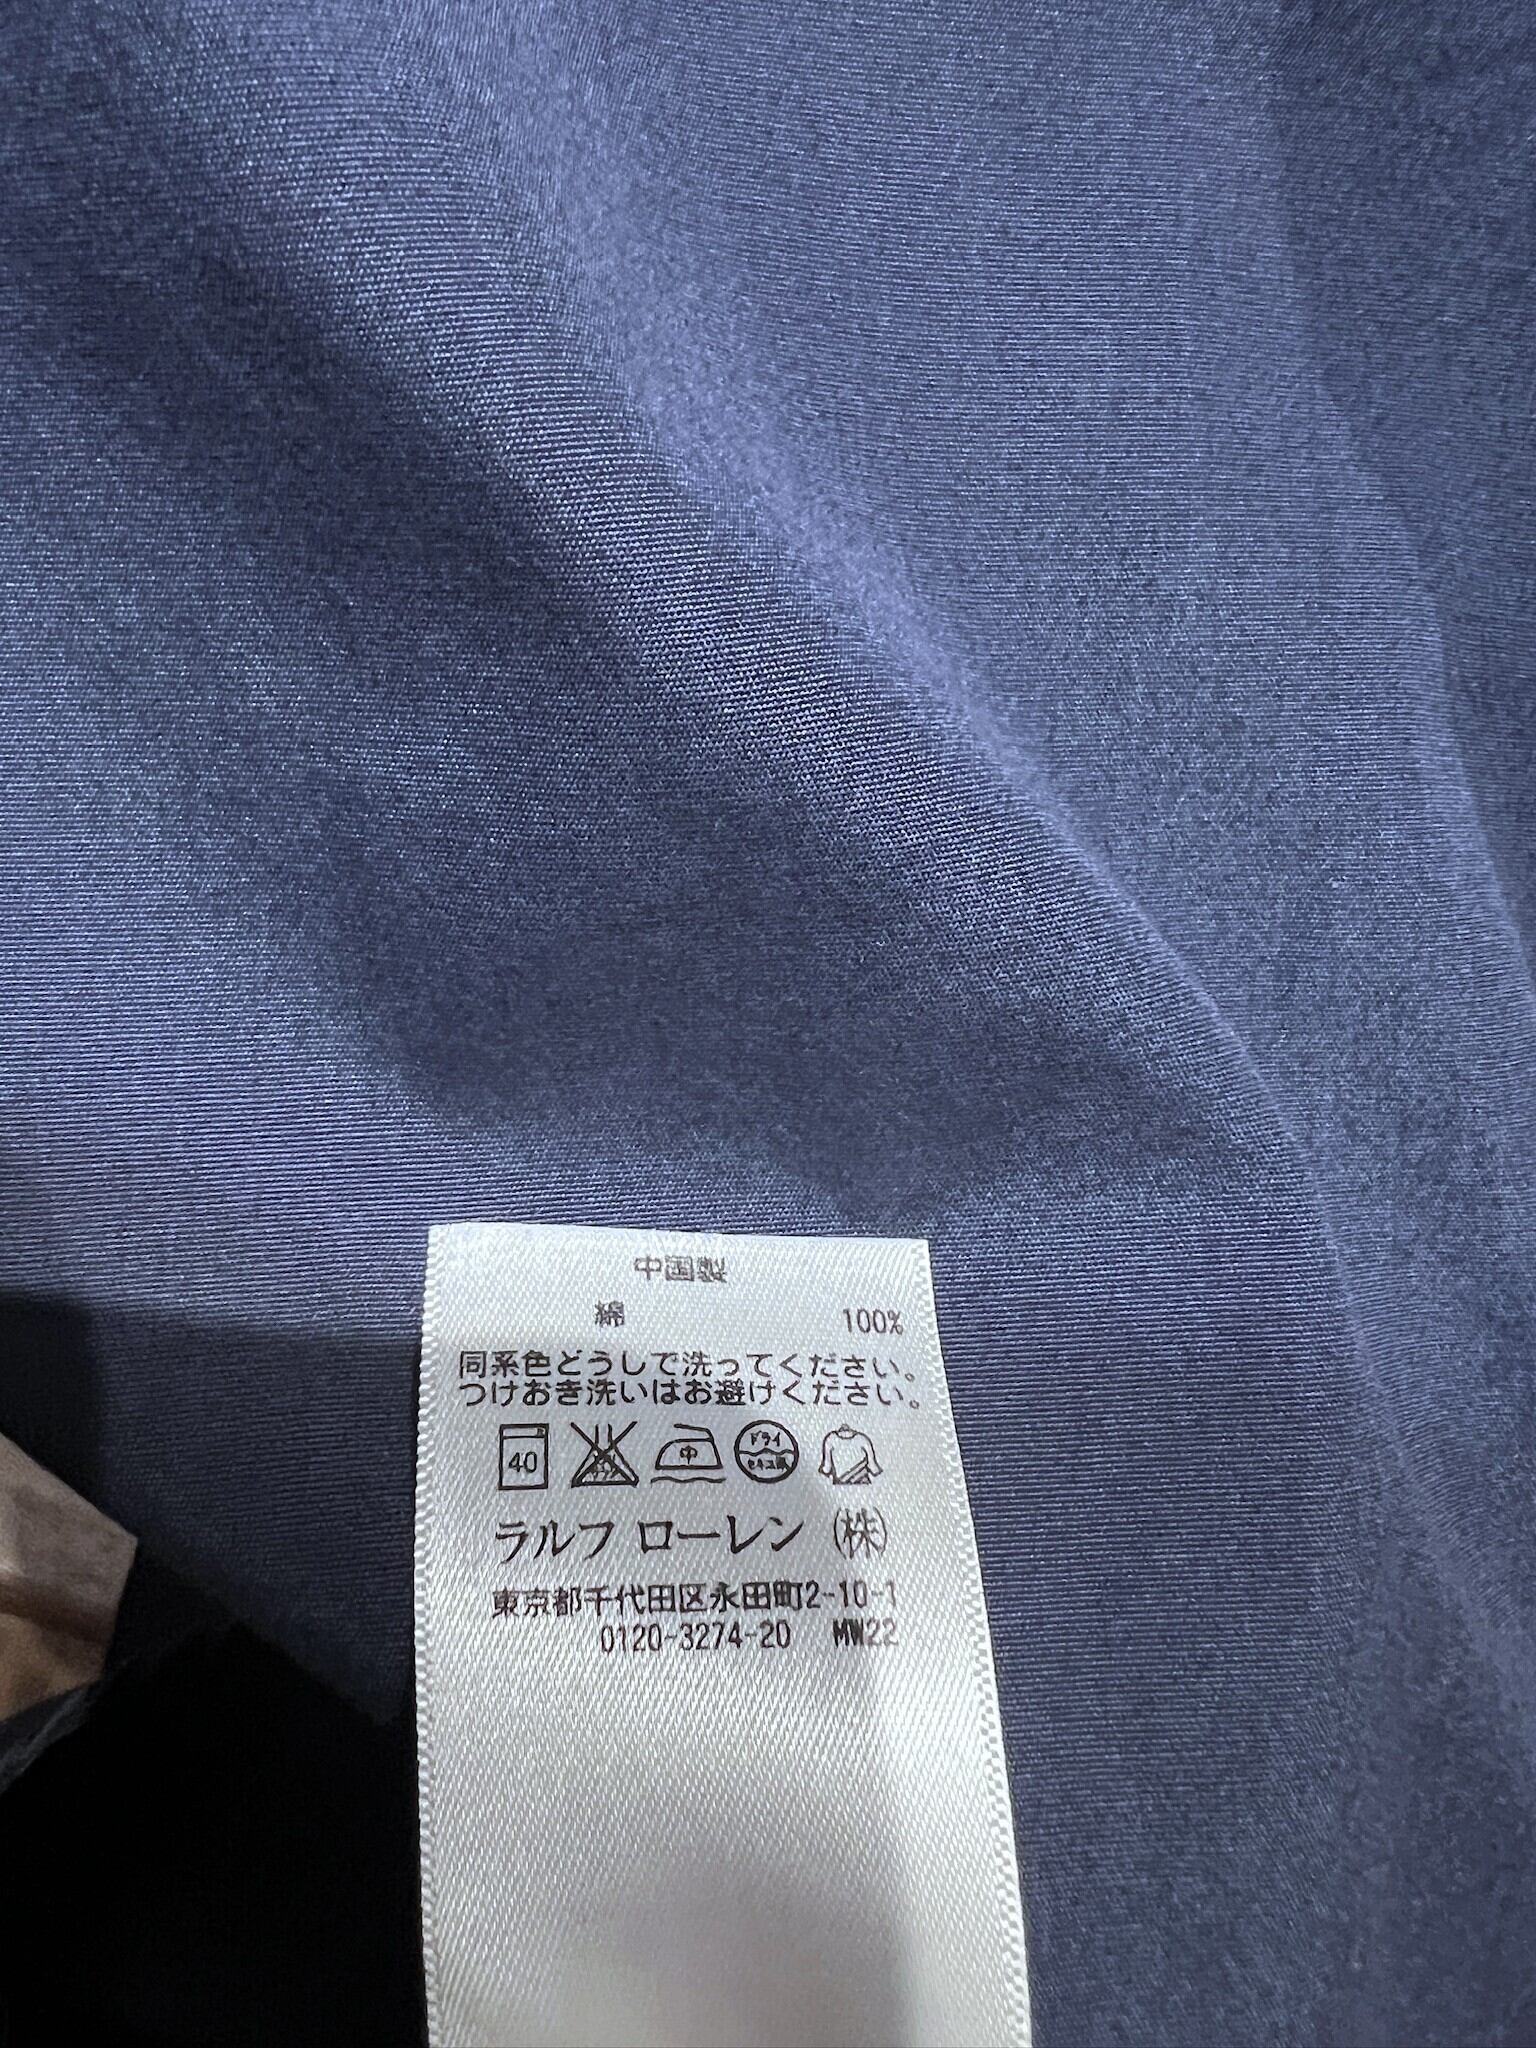 中国製
綿 100%
同系色どうしで洗ってください。
つけおき洗いはお避けください。
40 中 ドライ
ラルフ ローレン (株)
東京都千代田区永田町2-10-1
0120-3274-20 MW22